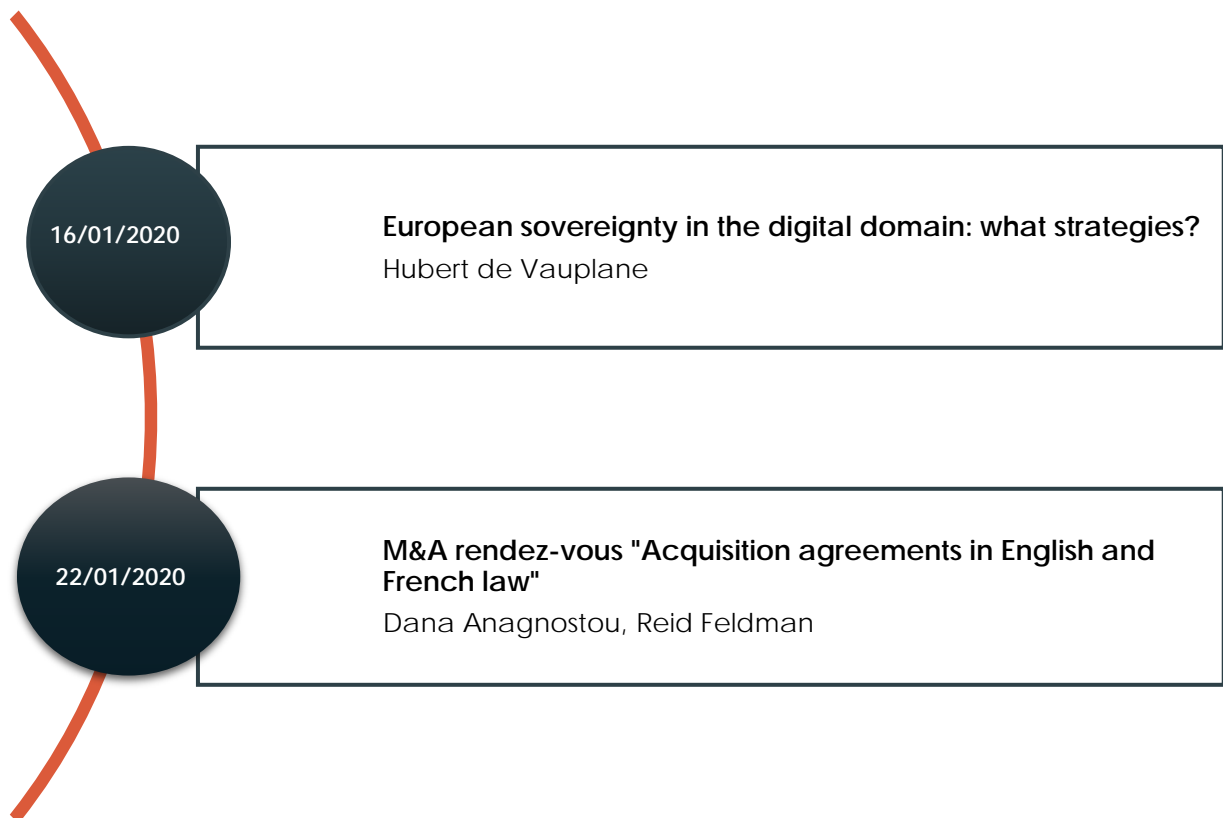 16/01/2020
European sovereignty in the digital domain: what strategies?
Hubert de Vauplane
22/01/2020
M&A rendez-vous "Acquisition agreements in English and
French law"
Dana Anagnostou, Reid Feldman